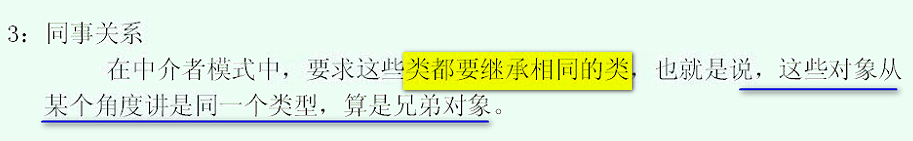 3：同事关系
在中介者模式中，要求这些类都要继承相同的类，也就是说，这些对象从
某个角度讲是同一个类型，算是兄弟对象。